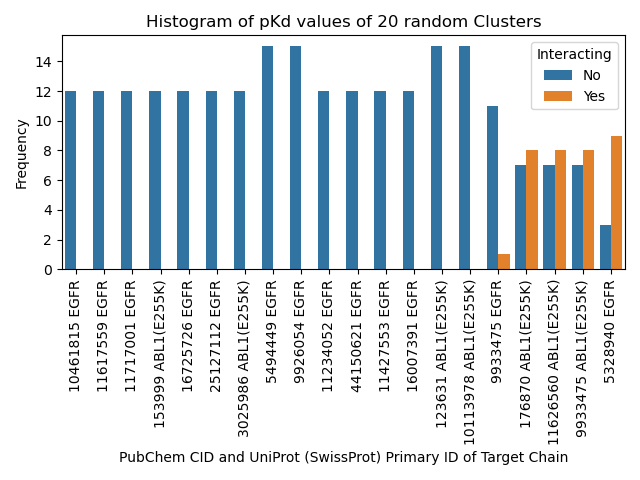 Histogram of pKd values of 20 random Clusters
Interacting
No
Yes
Frequency
14
12
10
8
6
4
2
0
10461815 EGFR
11617559 EGFR
11717001 EGFR
153999 ABL1(E255K)
16725726 EGFR
25127112 EGFR
3025986 ABL1(E255K)
5494449 EGFR
9926054 EGFR
11234052 EGFR
44150621 EGFR
11427553 EGFR
16007391 EGFR
123631 ABL1(E255K)
10113978 ABL1(E255K)
9933475 EGFR
176870 ABL1(E255K)
11626560 ABL1(E255K)
9933475 ABL1(E255K)
5328940 EGFR
PubChem CID and UniProt (SwissProt) Primary ID of Target Chain